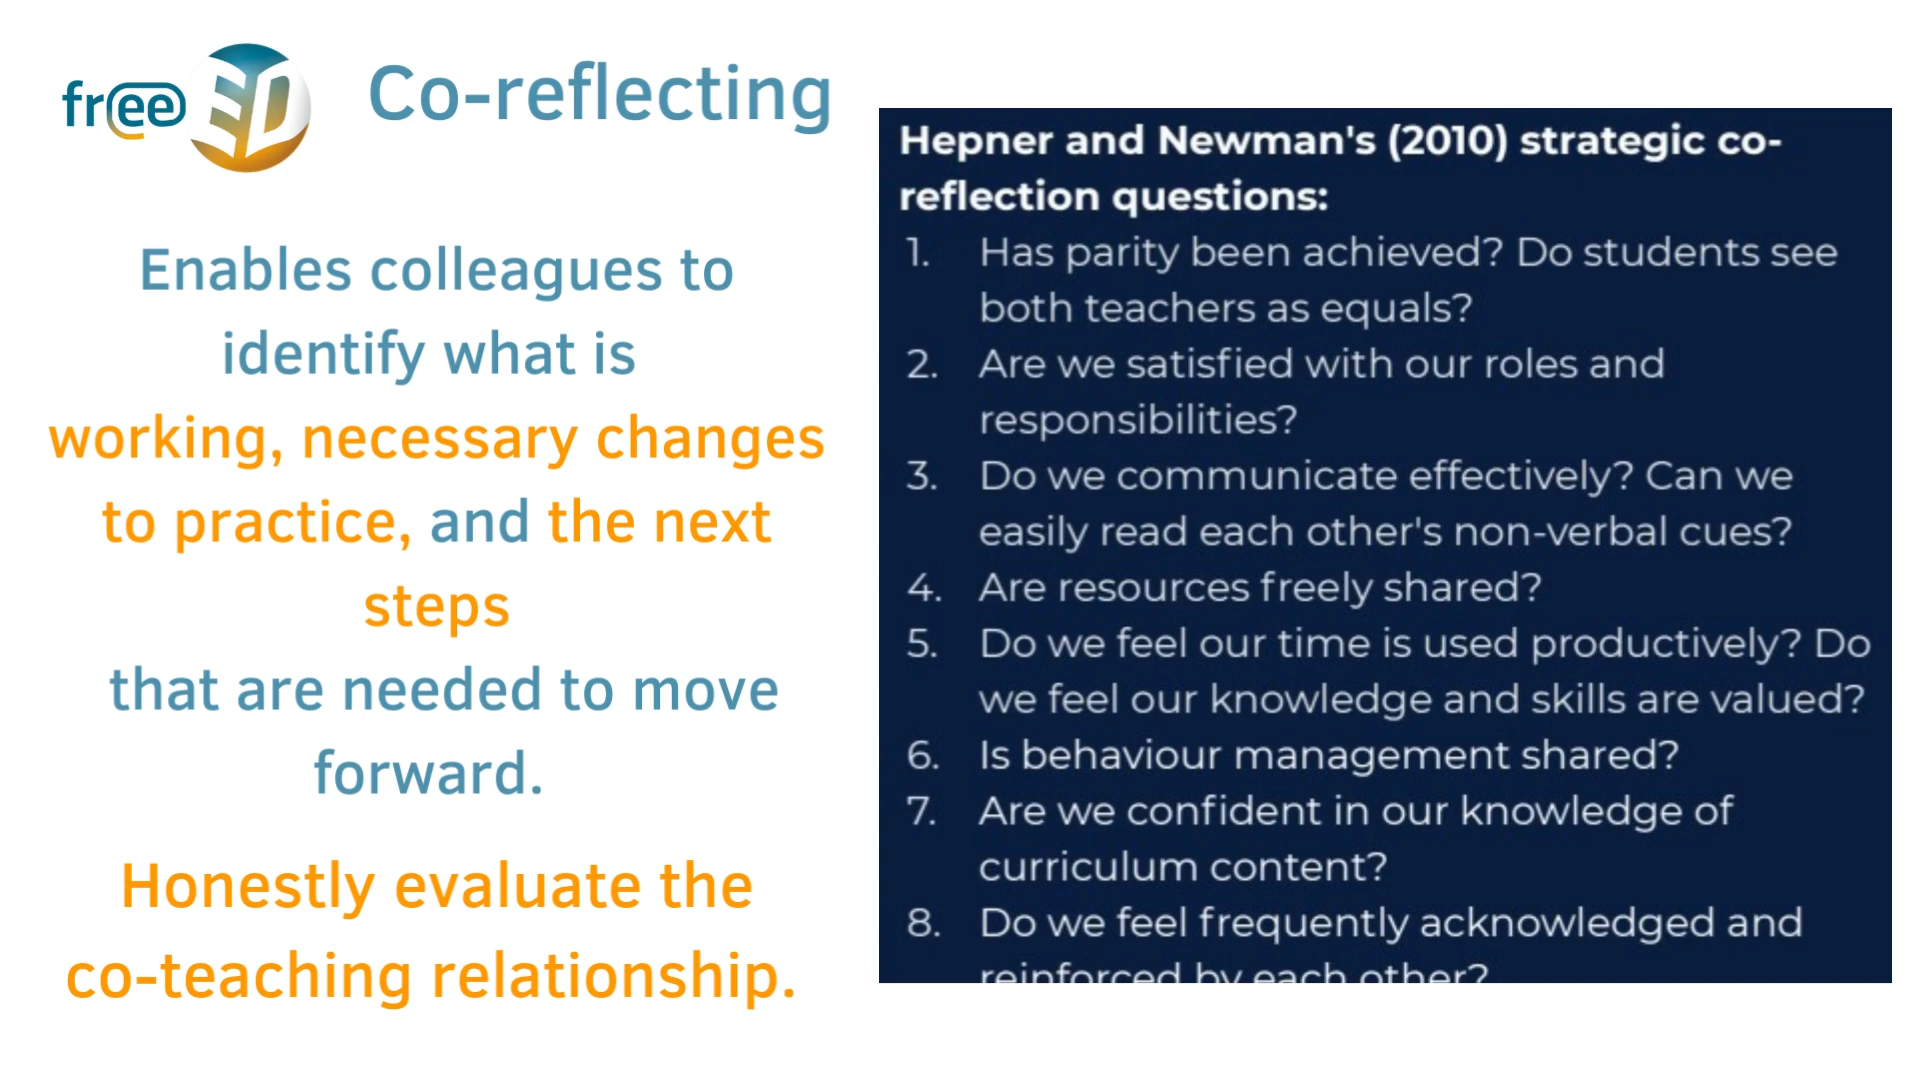 free ED
Co-reflecting
Enables colleagues to
identify what is
working, necessary changes
to practice, and the next
steps
that are needed to move
forward.
Honestly evaluate the
co-teaching relationship.
Hepner and Newman's (2010) strategic co-
reflection questions:
1. Has parity been achieved? Do students see
both teachers as equals?
2. Are we satisfied with our roles and
responsibilities?
3. Do we communicate effectively? Can we
easily read each other's non-verbal cues?
4. Are resources freely shared?
5. Do we feel our time is used productively? Do
we feel our knowledge and skills are valued?
6. Is behaviour management shared?
7. Are we confident in our knowledge of
curriculum content?
8. Do we feel frequently acknowledged and
reinforced by each other?